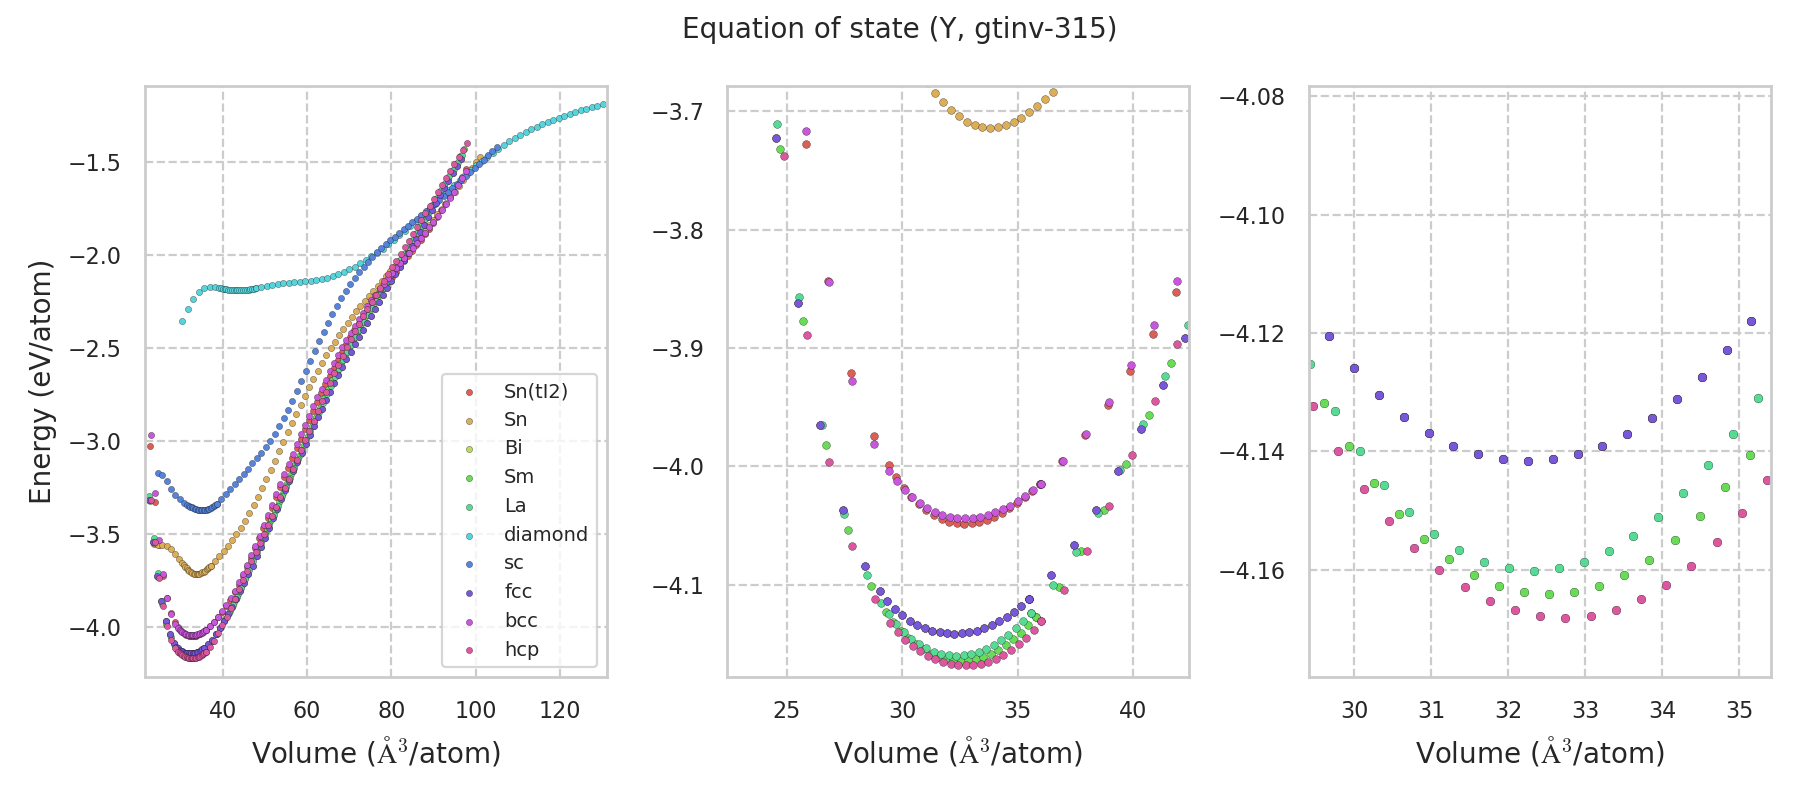 Equation of state (Y, gtinv-315)
Energy (eV/atom)
−1.5
−2.0
−2.5
−3.0
−3.5
−4.0
40
60
80
100
120
Volume (Å³/atom)
Sn(tI2)
Sn
Bi
Sm
La
diamond
sc
fcc
bcc
hcp
−3.7
−3.8
−3.9
−4.0
−4.1
25
30
35
40
Volume (Å³/atom)
−4.08
−4.10
−4.12
−4.14
−4.16
30
31
32
33
34
35
Volume (Å³/atom)